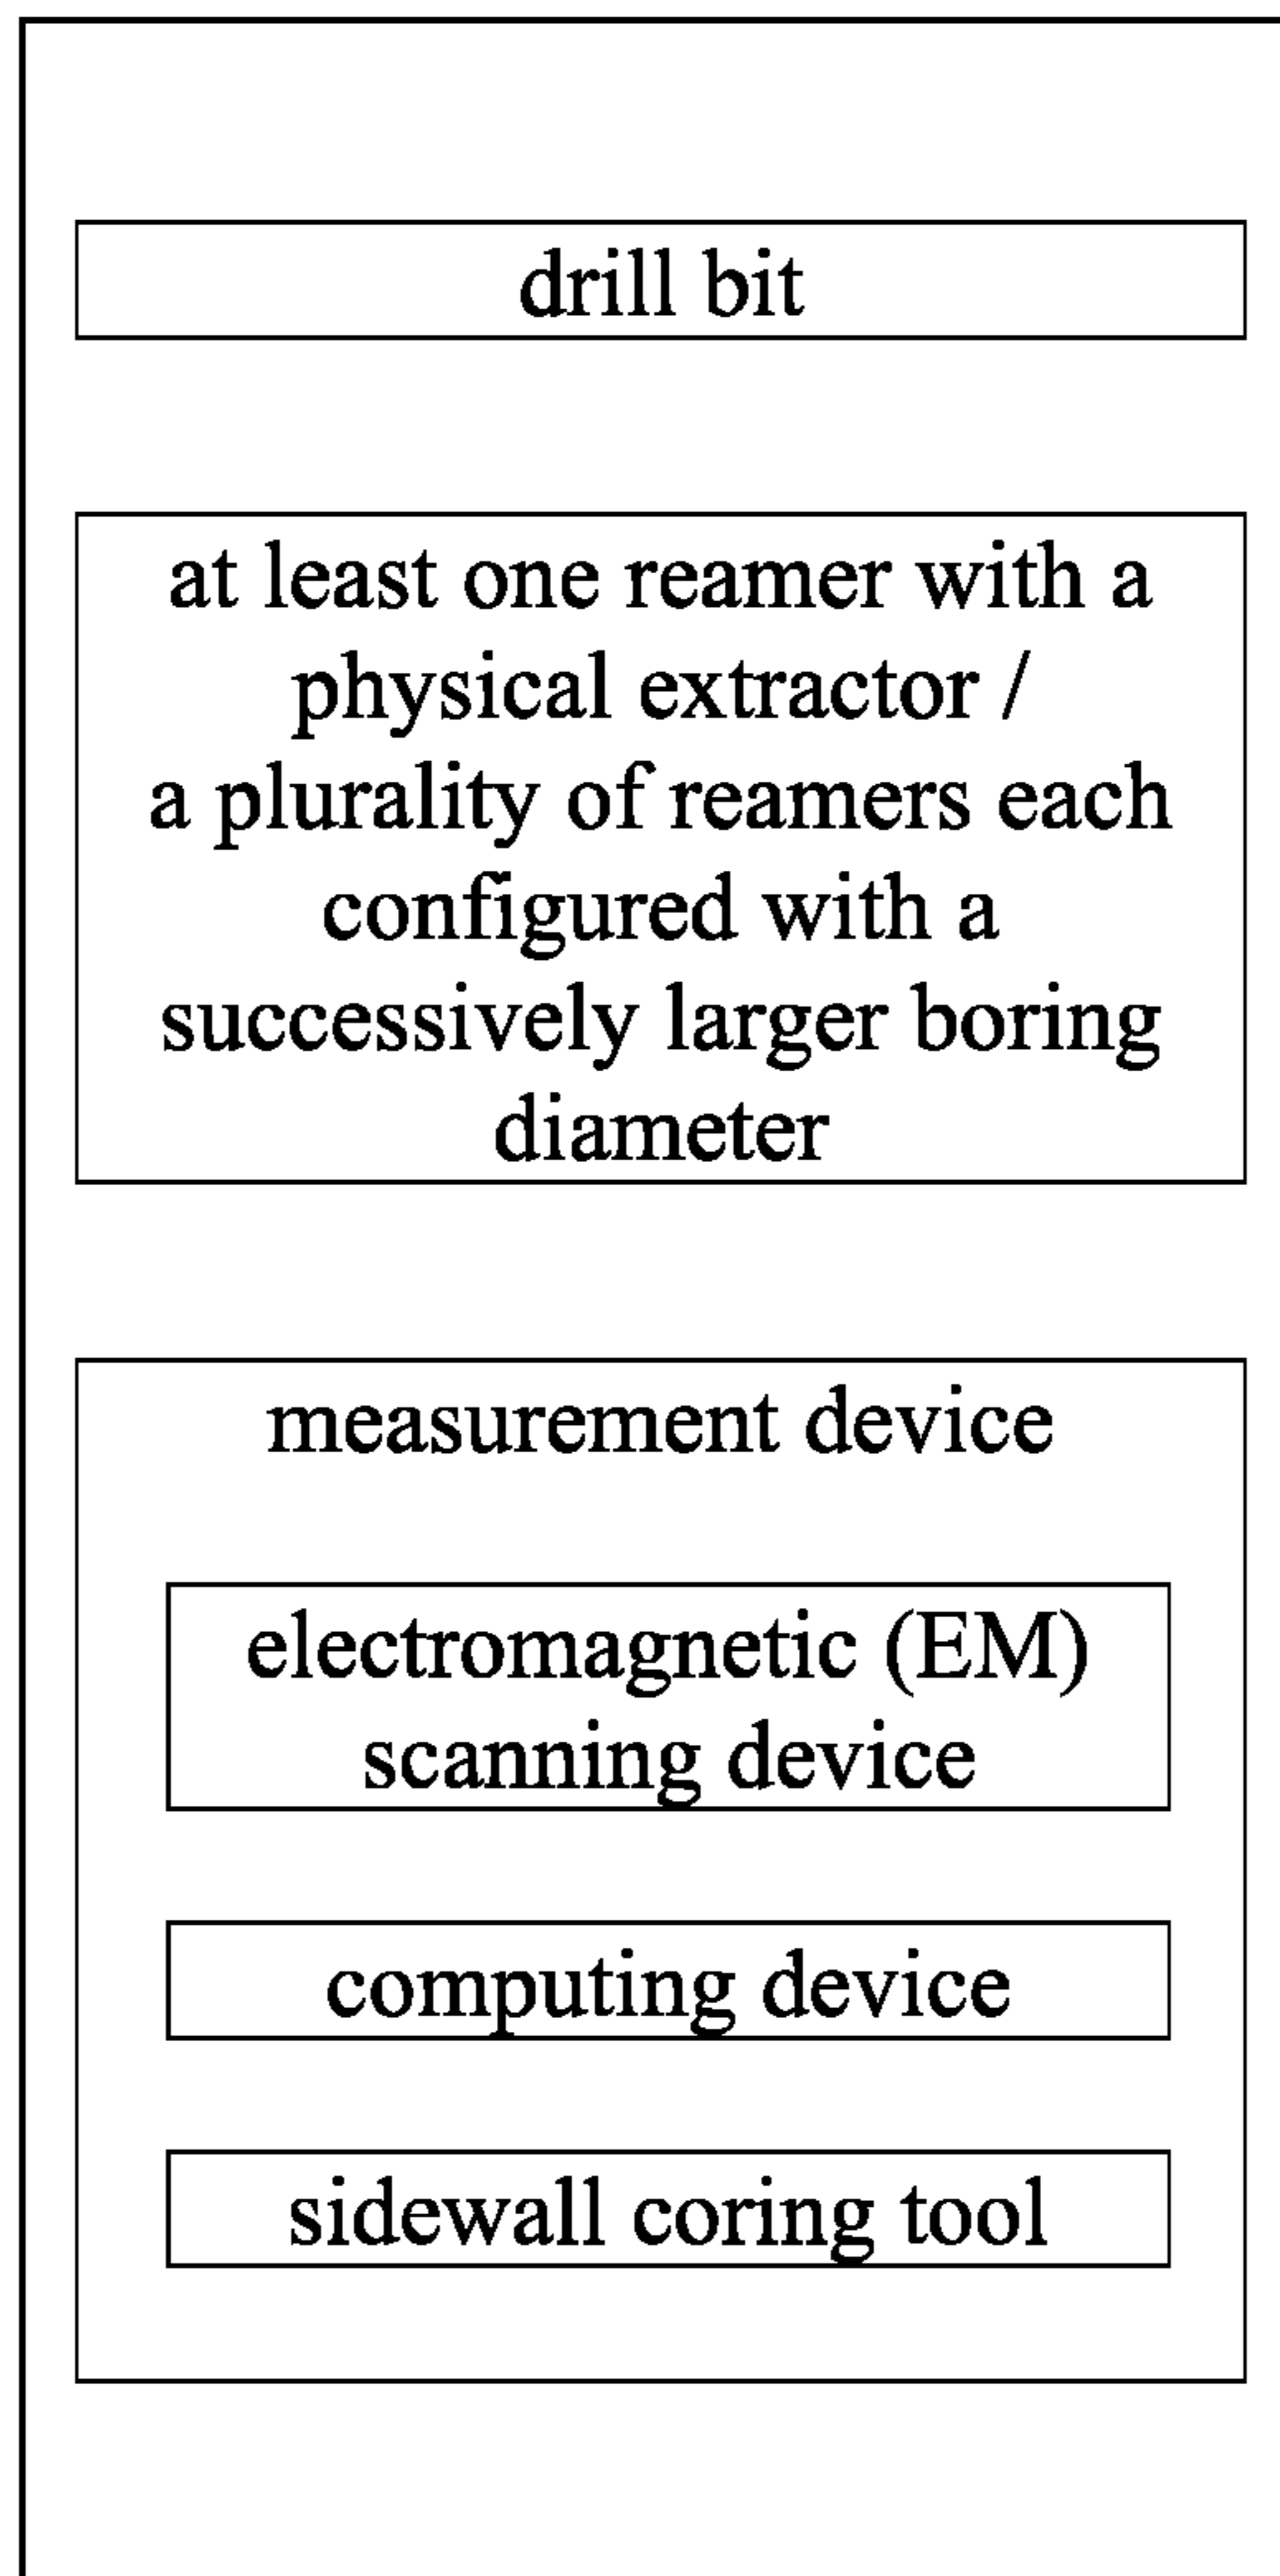 drill bit
at least one reamer with a
physical extractor /
a plurality of reamers each
configured with a
successively larger boring
diameter
measurement device
electromagnetic (EM)
scanning device
computing device
sidewall coring tool